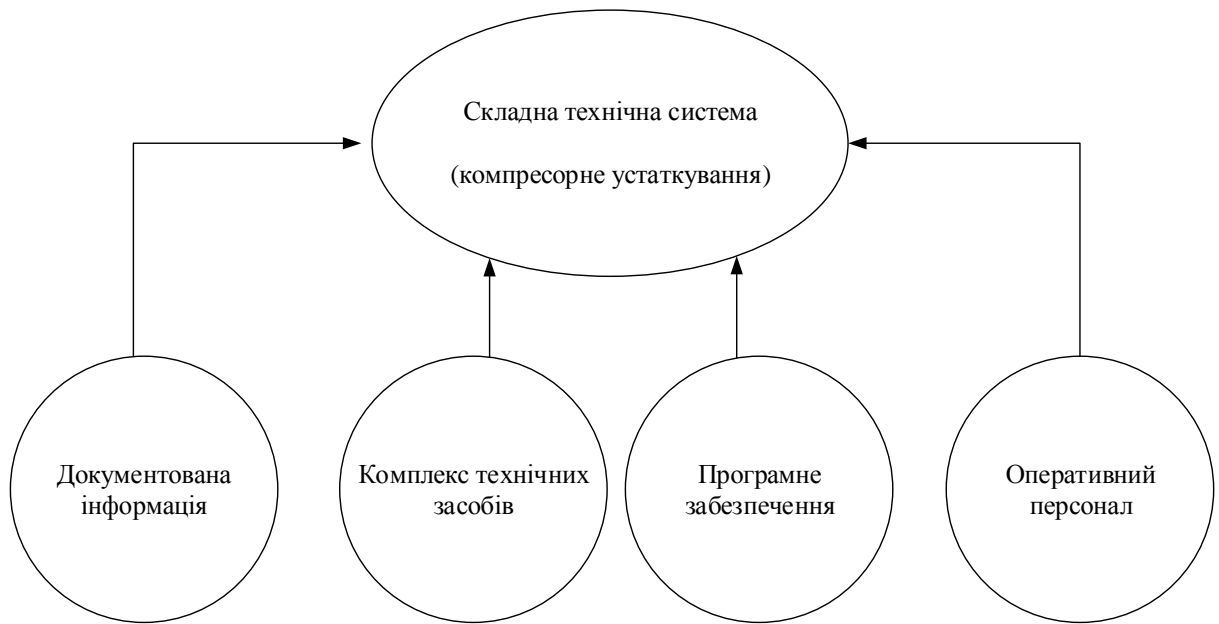 Складна технічна система
(компресорне устаткування)
Документована
інформація
Комплекс технічних
засобів
Програмне
забезпечення
Оперативний
персонал